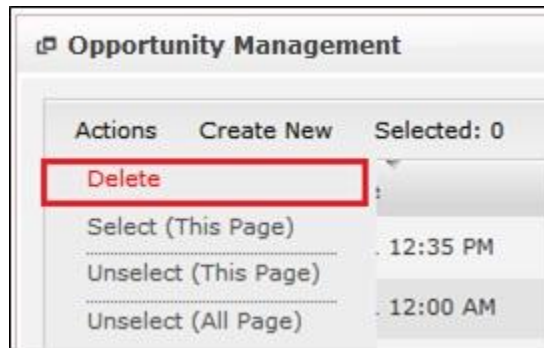 Opportunity Management
Actions Create New Selected: 0
Delete
Select (This Page)
. 12:35 PM
Unselect (This Page)
. 12:00 AM
Unselect (All Page)